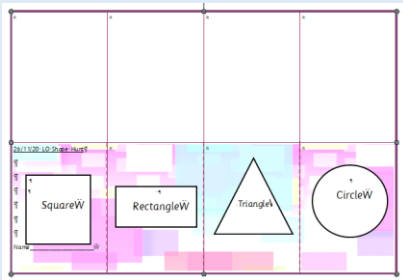 26/11/20 LO Shape Hunt
Square
Rectangle
Triangle
Circle
Name